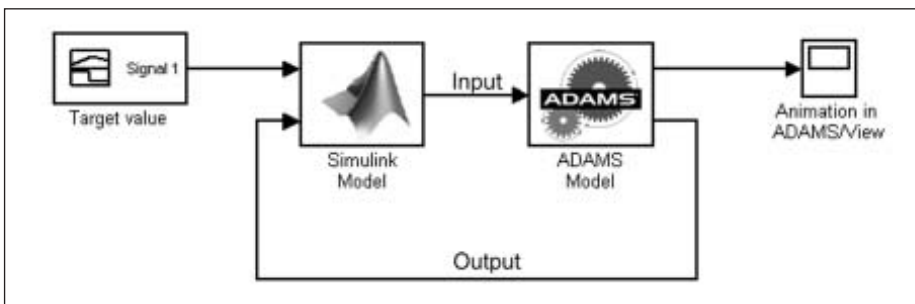 Signal 1
Target value
Simulink
Model
Input
ADAMS
ADAMS
Model
Animation in
ADAMS/View
Output